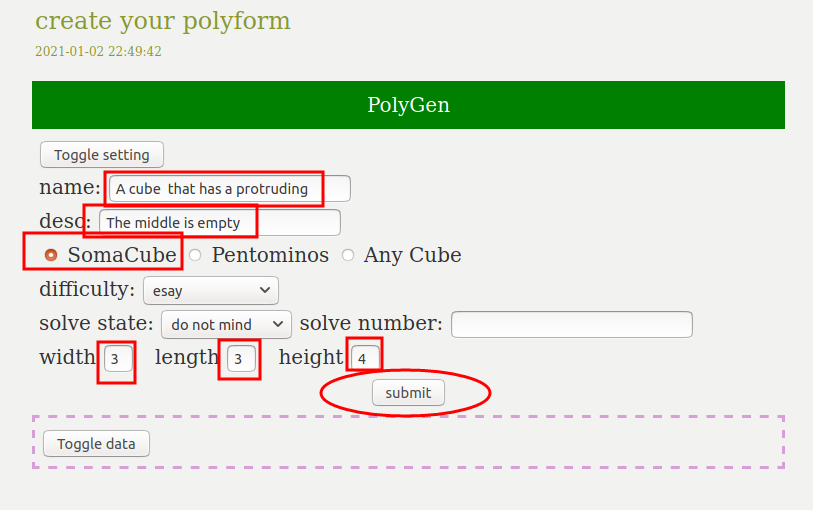 create your polyform
2021-01-02 22:49:42
PolyGen
Toggle setting
name: A cube that has a protruding
desc: The middle is empty
SomaCube Pentominos Any Cube
difficulty: esay
solve state: do not mind solve number:
width 3 length 3 height 4
submit
Toggle data